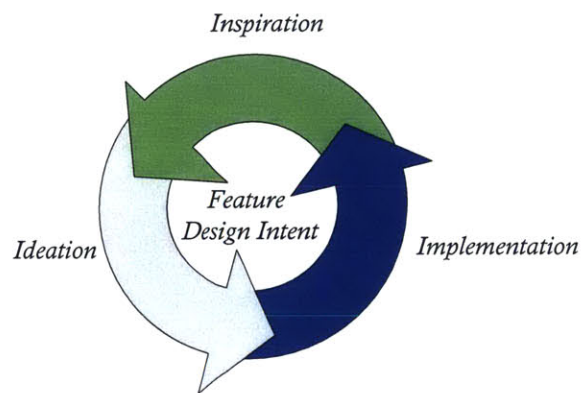 Inspiration
Feature
Design Intent
Ideation
Implementation